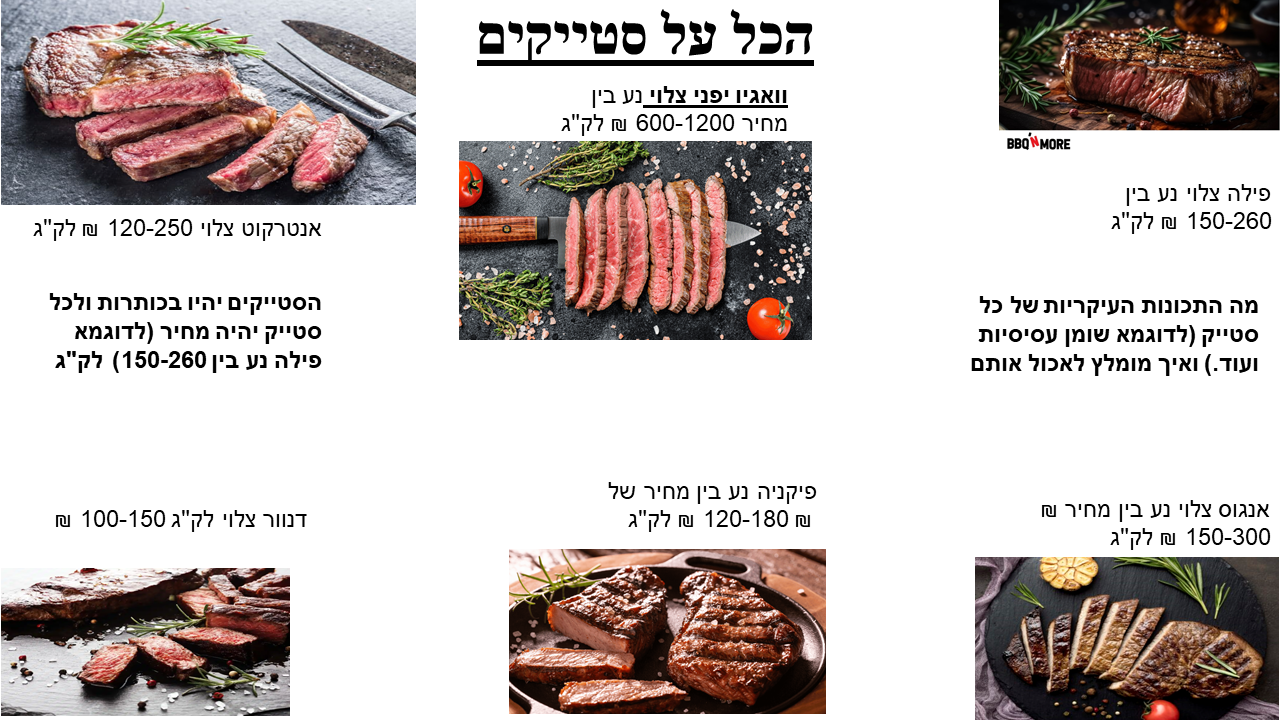 הכל על סטייקים
וואגיו יפני צלוי נע בין
מחיר 600-1200 ₪ לק"ג
BBQ'N MORE
פילה צלוי נע בין
150-260 ₪ לק"ג
אנטרקוט צלוי 120-250 ₪ לק"ג
מה התכונות העיקריות של כל
סטייק (לדוגמא שומן עסיסיות
ועוד.) ואיך מומלץ לאכול אותם
הסטייקים יהיו בכותרות ולכל
סטייק יהיה מחיר (לדוגמא
פילה נע בין 150-260) לק"ג
אנגוס צלוי נע בין מחיר ₪
150-300 ₪ לק"ג
פיקניה נע בין מחיר של
₪ 120-180 ₪ לק"ג
דנוור צלוי לק"ג 100-150 ₪